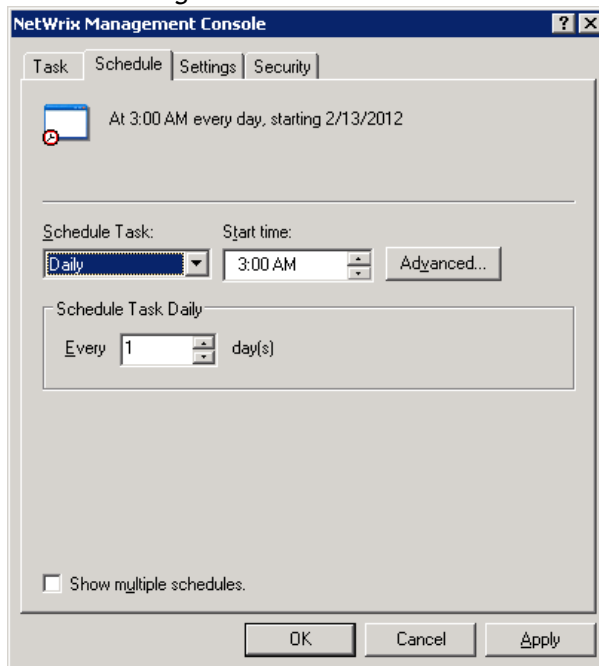 NetWrix Management Console
Task Schedule Settings Security
At 3:00 AM every day, starting 2/13/2012
Schedule Task: Start time:
Daily 3:00 AM Advanced...
Schedule Task Daily
Every 1 day(s)
Show multiple schedules.
OK Cancel Apply